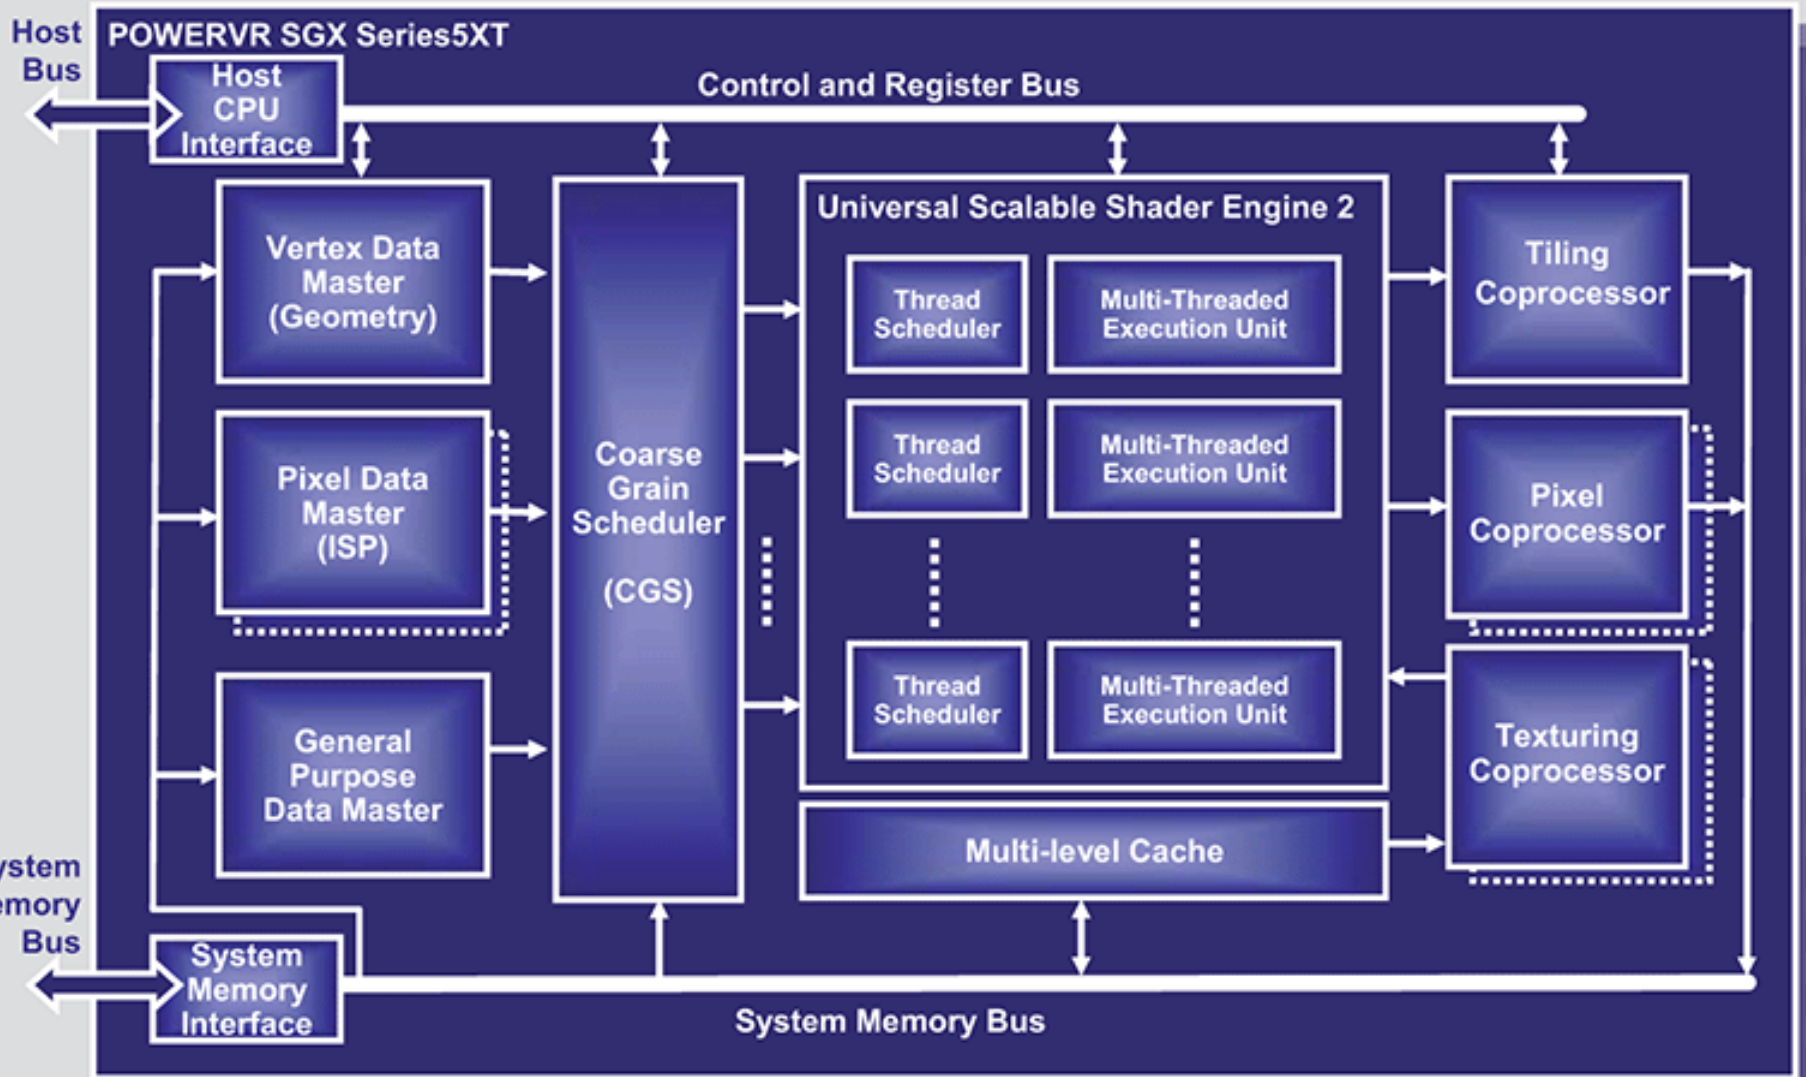 Host
Bus
POWERVR SGX Series5XT
Host
CPU
Interface
Control and Register Bus
Vertex Data
Master
(Geometry)
Pixel Data
Master
(ISP)
General
Purpose
Data Master
Coarse
Grain
Scheduler
(CGS)
Universal Scalable Shader Engine 2
Thread
Scheduler
Multi-Threaded
Execution Unit
Thread
Scheduler
Multi-Threaded
Execution Unit
Thread
Scheduler
Multi-Threaded
Execution Unit
Multi-level Cache
Tiling
Coprocessor
Pixel
Coprocessor
Texturing
Coprocessor
ystem
emory
Bus
System
Memory
Interface
System Memory Bus